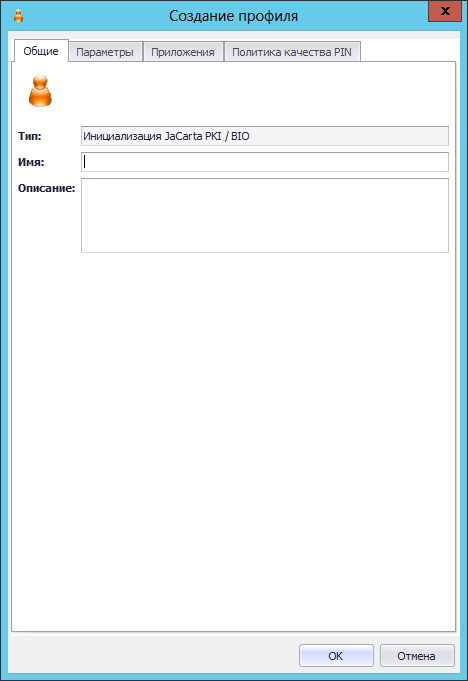 Создание профиля
x
Общие Параметры Приложения Политика качества PIN
Тип: Инициализация JaCarta PKI / BIO
Имя:
Описание:
OK Отмена